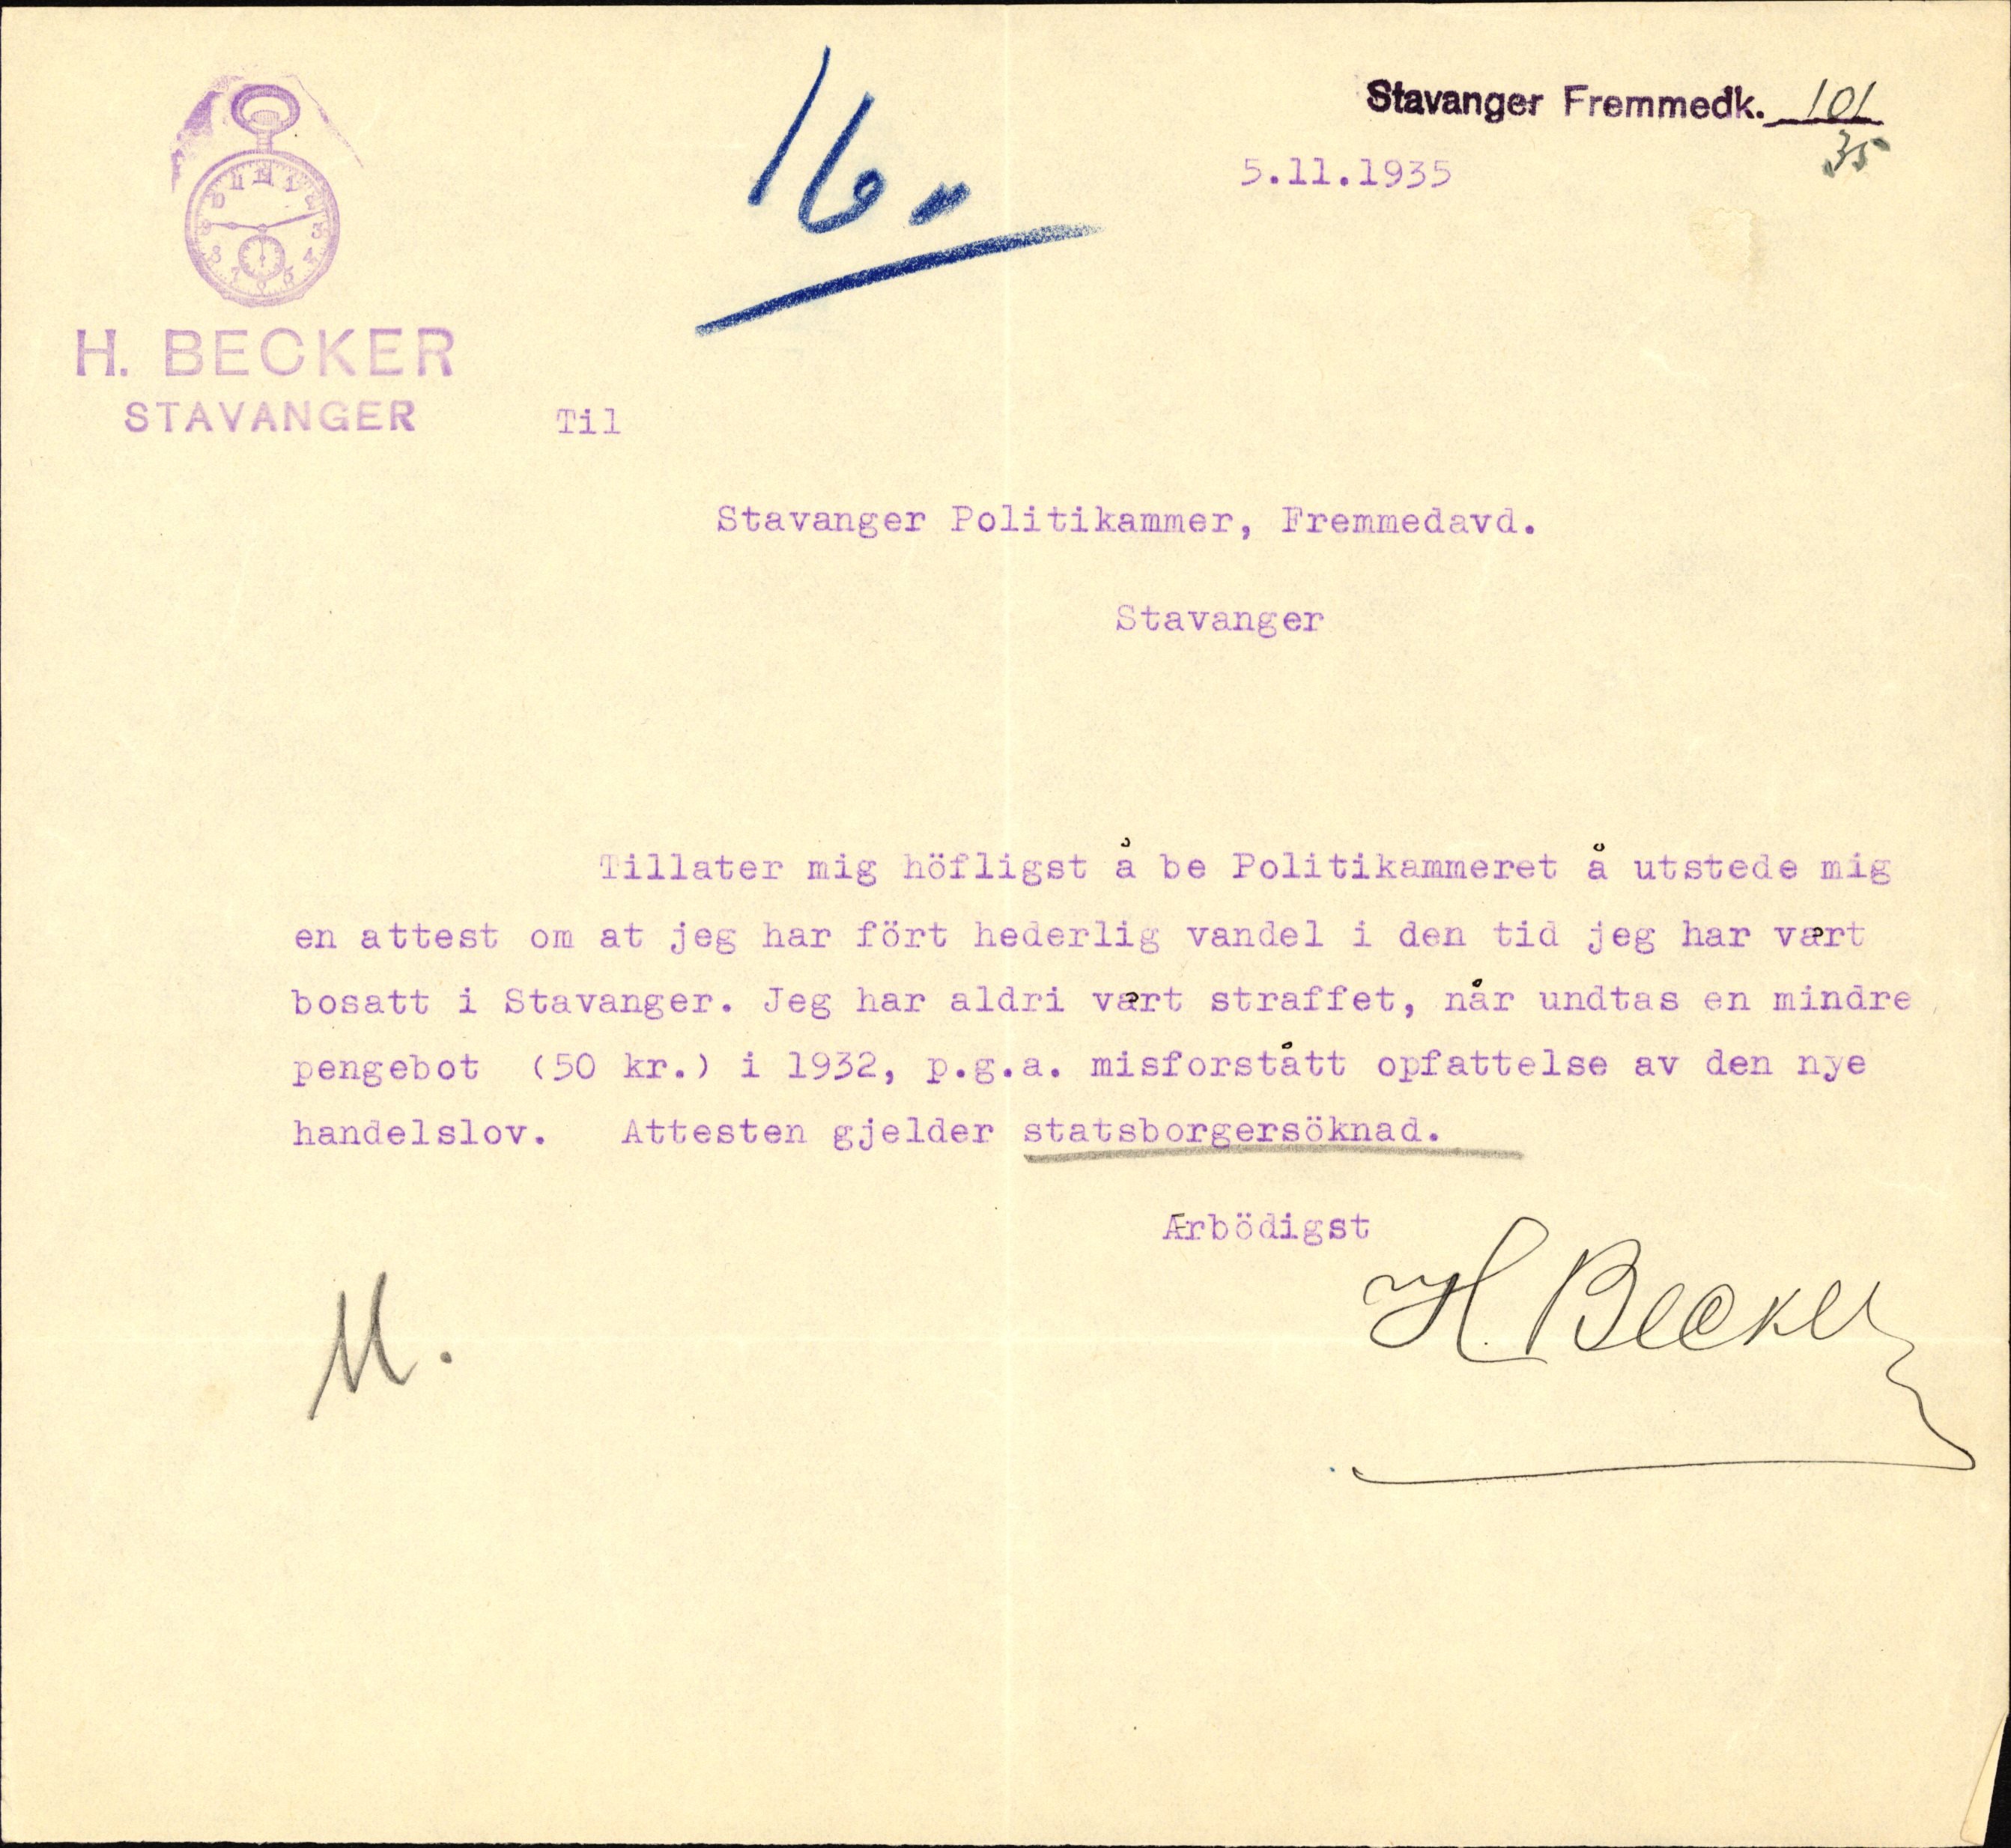 Stavanger Fremmedk. 101
35
16.
5.11.1935
H. BECKER
STAVANGER
Til
Stavanger Politikammer, Fremmedavd.
Stavanger
Tillater mig höfligst å be Politikammeret å utstede mig
en attest om at jeg har fört hederlig vandel i den tid jeg har vært
bosatt i Stavanger. Jeg har aldri vært straffet, når undtas en mindre
pengebot (50 kr.) i 1932, p.g.a. misforstått opfattelse av den nye
handelslov. Attesten gjelder statsborgersöknad.
Ærbödigst
H. Becker
M.